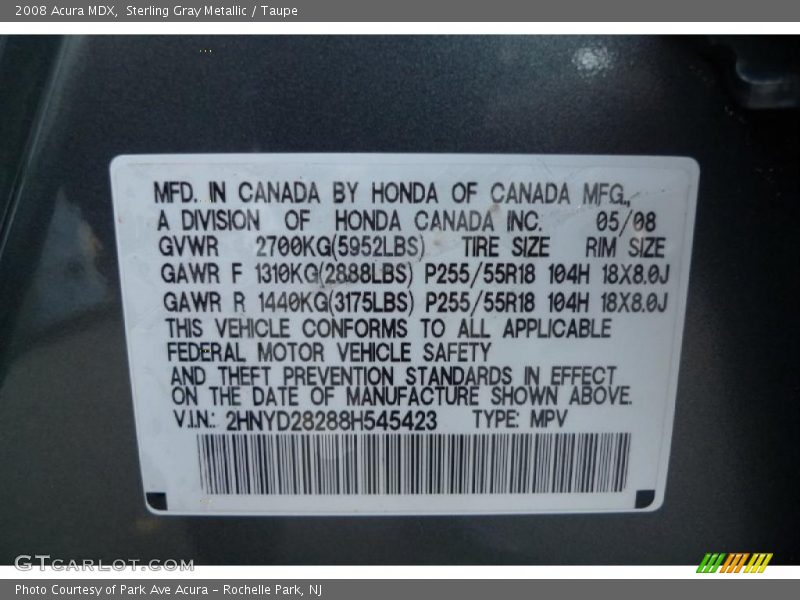 2008 Acura MDX, Sterling Gray Metallic / Taupe
MFD. IN CANADA BY HONDA OF CANADA MFG.,
A DIVISION OF HONDA CANADA INC. 05/08
GVWR 2700KG(5952LBS) TIRE SIZE RIM SIZE
GAWR F 1310KG(2888LBS) P255/55R18 104H 18X8.0J
GAWR R 1440KG(3175LBS) P255/55R18 104H 18X8.0J
THIS VEHICLE CONFORMS TO ALL APPLICABLE
FEDERAL MOTOR VEHICLE SAFETY
AND THEFT PREVENTION STANDARDS IN EFFECT
ON THE DATE OF MANUFACTURE SHOWN ABOVE.
V.I.N.: 2HNYD28288H545423 TYPE: MPV
GTCARLOT.COM
Photo Courtesy of Park Ave Acura - Rochelle Park, NJ